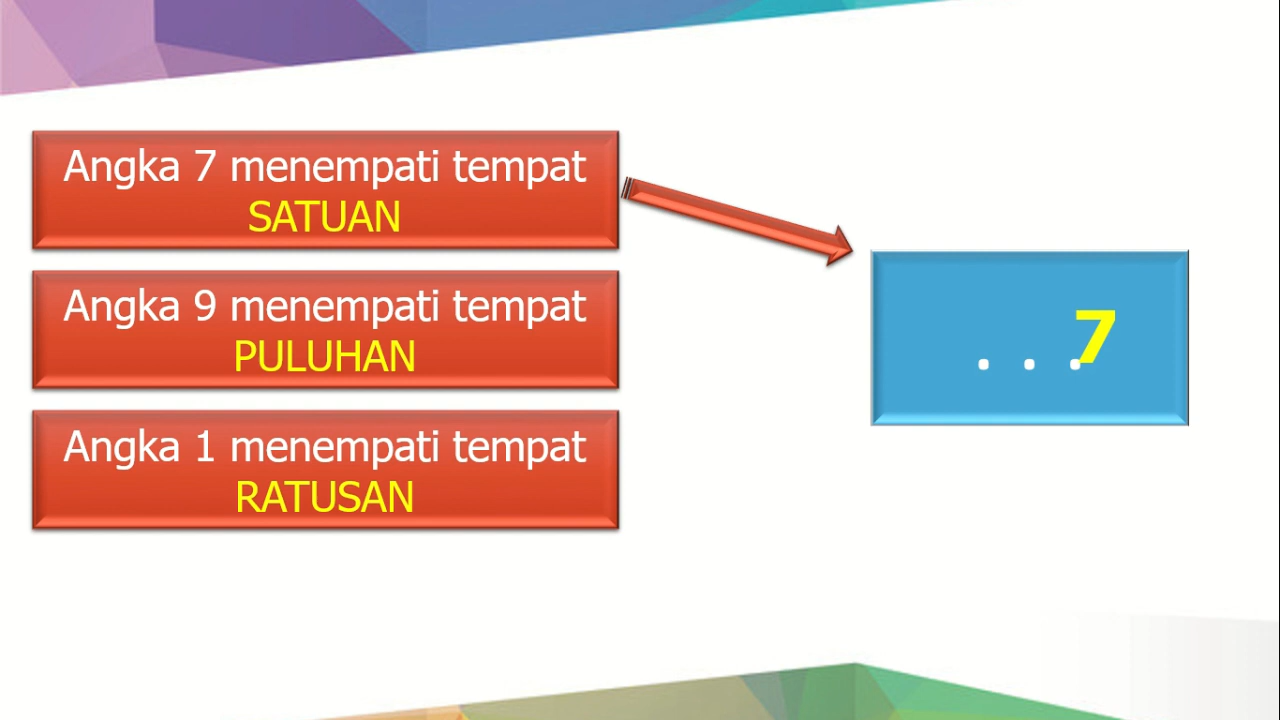 Angka 7 menempati tempat
SATUAN
Angka 9 menempati tempat
PULUHAN
Angka 1 menempati tempat
RATUSAN
. . .7